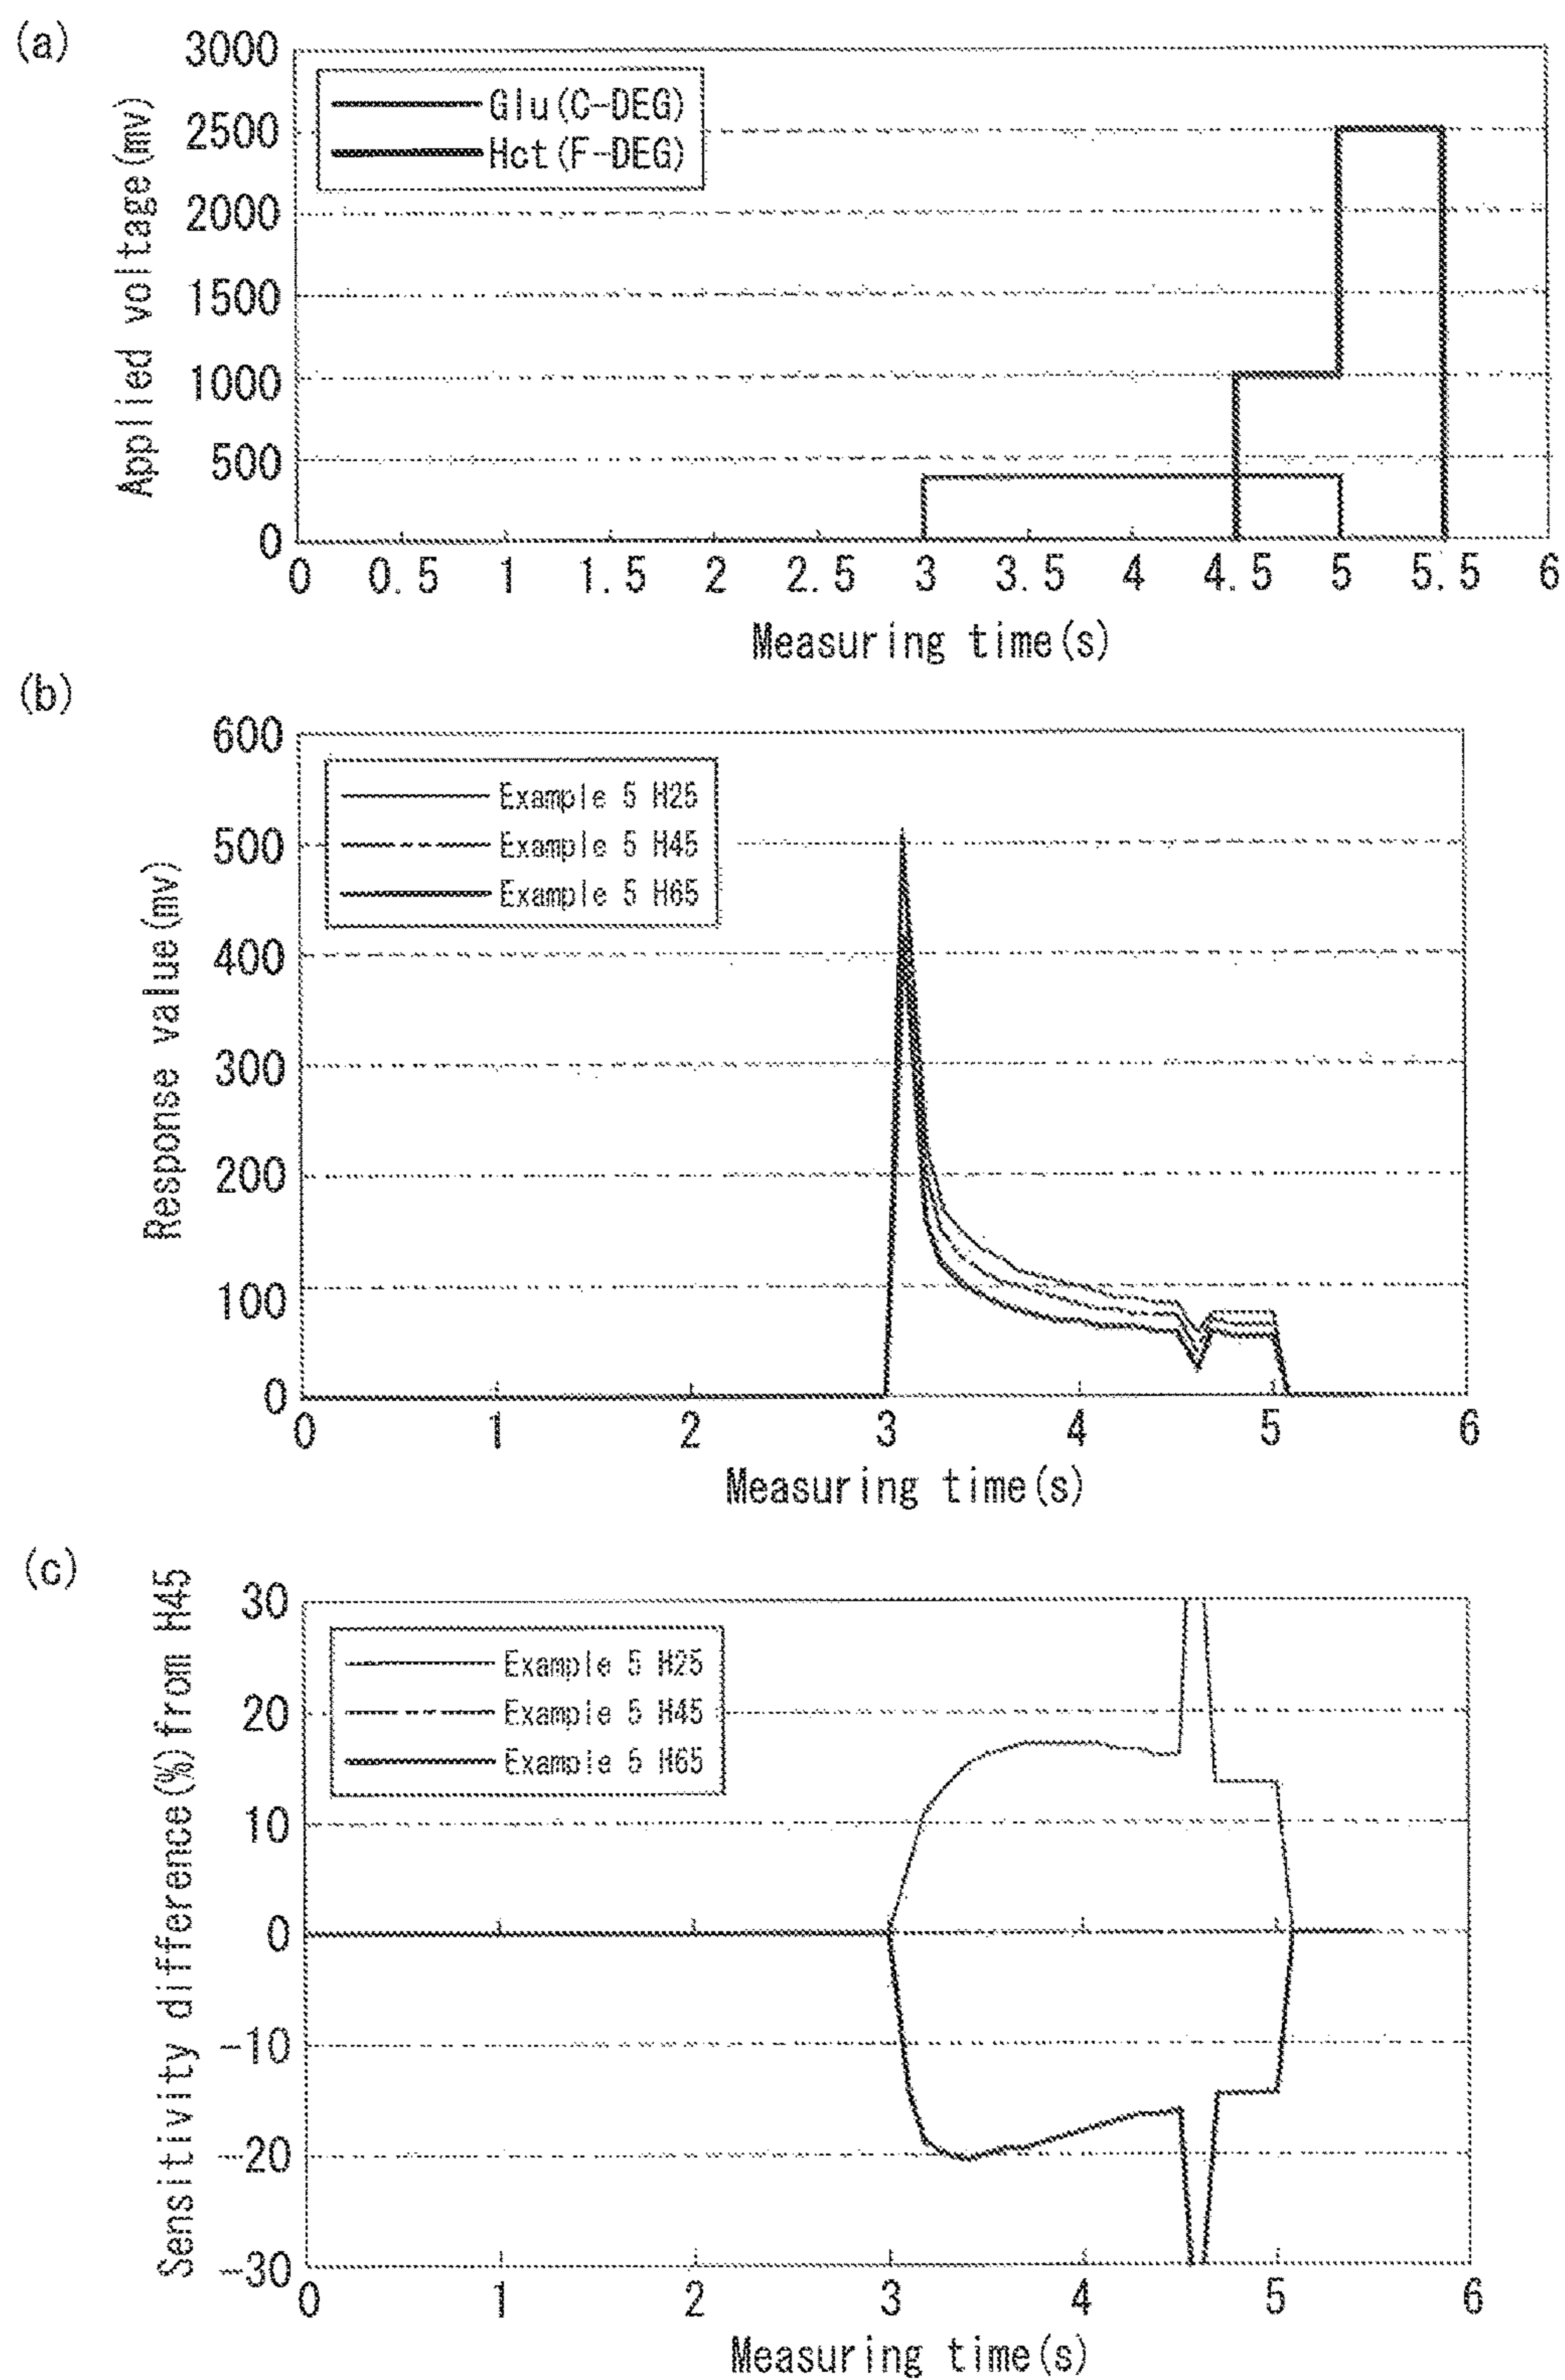 (a)
Applied voltage(mv)
3000
2500
2000
1500
1000
500
0
Glu(C-DEG)
Hct(F-DEG)
0 0.5 1 1.5 2 2.5 3 3.5 4 4.5 5 5.5 6
Measuring time(s)
(b)
Response value(mv)
600
500
400
300
200
100
0
Example 5 H25
Example 5 H45
Example 5 H65
0 1 2 3 4 5 6
Measuring time(s)
(c)
Sensitivity difference(%)from H45
30
20
10
0
-10
-20
-30
Example 5 H25
Example 5 H45
Example 5 H65
0 1 2 3 4 5 6
Measuring time(s)